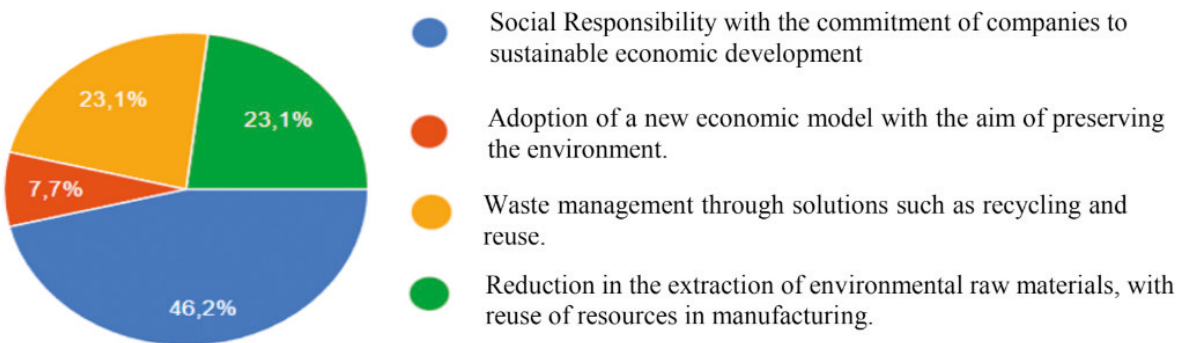 23,1%
23,1%
7,7%
46,2%
Social Responsibility with the commitment of companies to
sustainable economic development
Adoption of a new economic model with the aim of preserving
the environment.
Waste management through solutions such as recycling and
reuse.
Reduction in the extraction of environmental raw materials, with
reuse of resources in manufacturing.